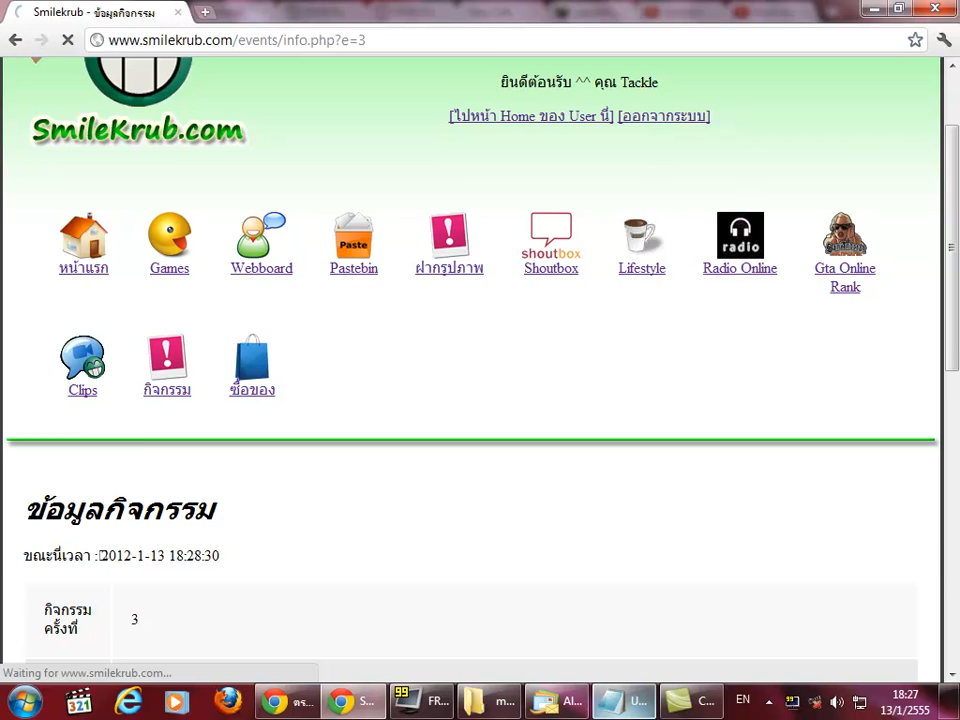 Smilekrub - ข้อมูลกิจกรรม
www.smilekrub.com/events/info.php?e=3
ยินดีต้อนรับ ^^ คุณ Tackle
[ไปหน้า Home ของ User นี่] [ออกจากระบบ]
SmileKrub.com
Paste
shoutbox
radio
หน้าแรก Games Webboard Pastebin ฝากรูปภาพ Shoutbox Lifestyle Radio Online Gta Online
Rank
Clips กิจกรรม ซื้อของ
ข้อมูลกิจกรรม
ขณะนี่เวลา : 2012-1-13 18:28:30
กิจกรรม
ครั้งที่
3
Waiting for www.smilekrub.com...
321 ตร... S... 99 FR... m... Al... U... C... EN 18:27
13/1/2555